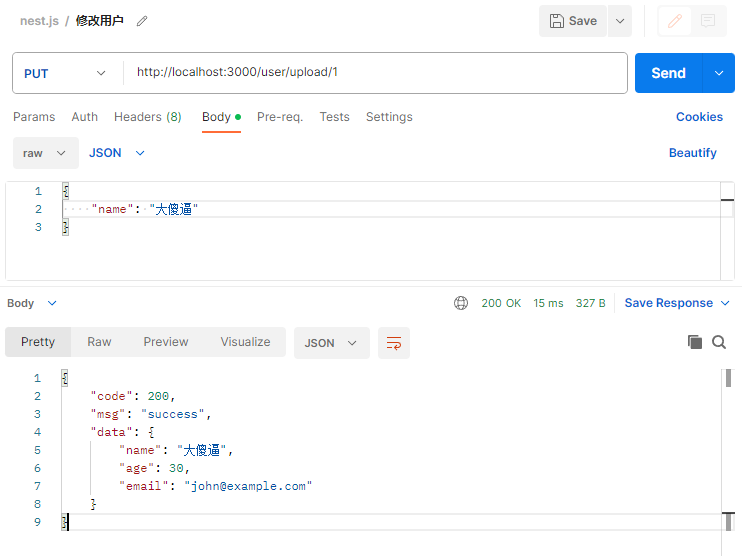 nest.js / 修改用户 Save
PUT http://localhost:3000/user/upload/1 Send
Params Auth Headers (8) Body Pre-req. Tests Settings Cookies
raw JSON Beautify
1 {
2 "name": "大傻逼"
3 }
Body 200 OK 15 ms 327 B Save Response
Pretty Raw Preview Visualize JSON
1 {
2 "code": 200,
3 "msg": "success",
4 "data": {
5 "name": "大傻逼",
6 "age": 30,
7 "email": "john@example.com"
8 }
9 }